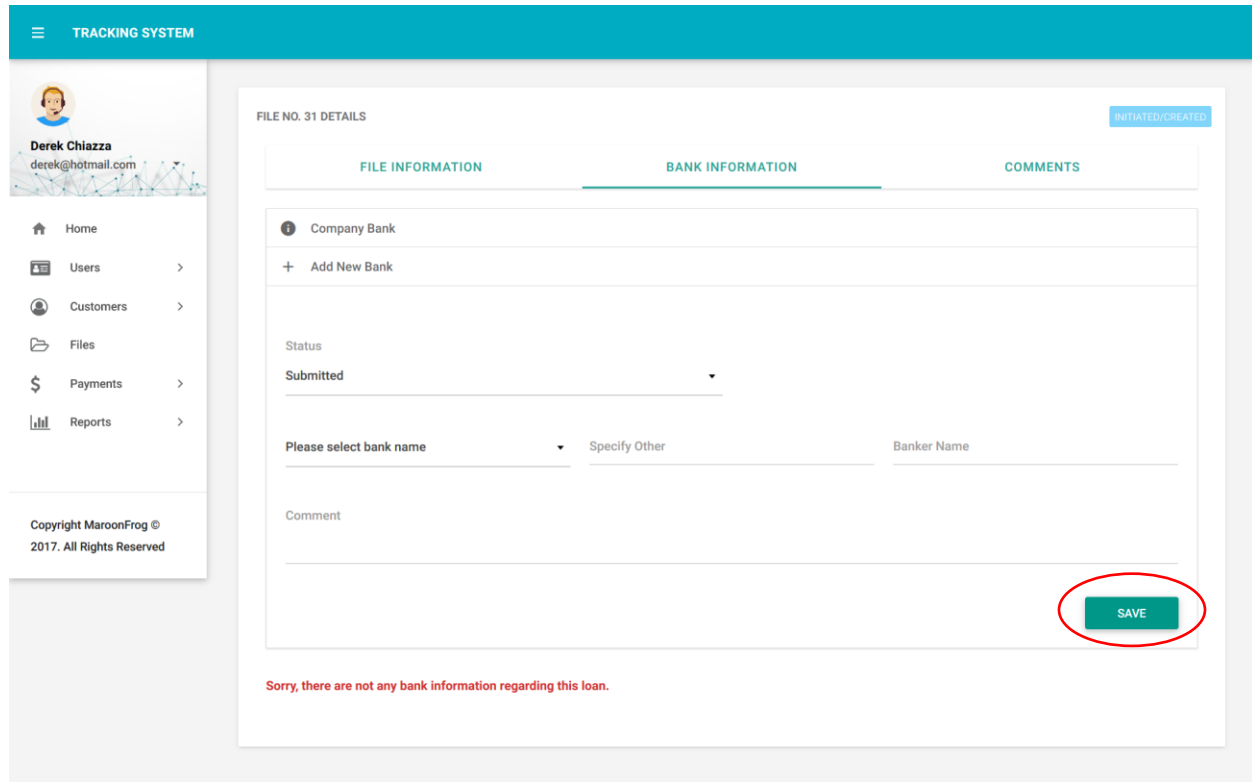 TRACKING SYSTEM
Derek Chiazza
derek@hotmail.com
Home
Users
Customers
Files
Payments
Reports
Copyright MaroonFrog ©
2017. All Rights Reserved
FILE NO. 31 DETAILS
INITIATED/CREATED
FILE INFORMATION
BANK INFORMATION
COMMENTS
Company Bank
Add New Bank
Status
Submitted
Please select bank name
Specify Other
Banker Name
Comment
SAVE
Sorry, there are not any bank information regarding this loan.